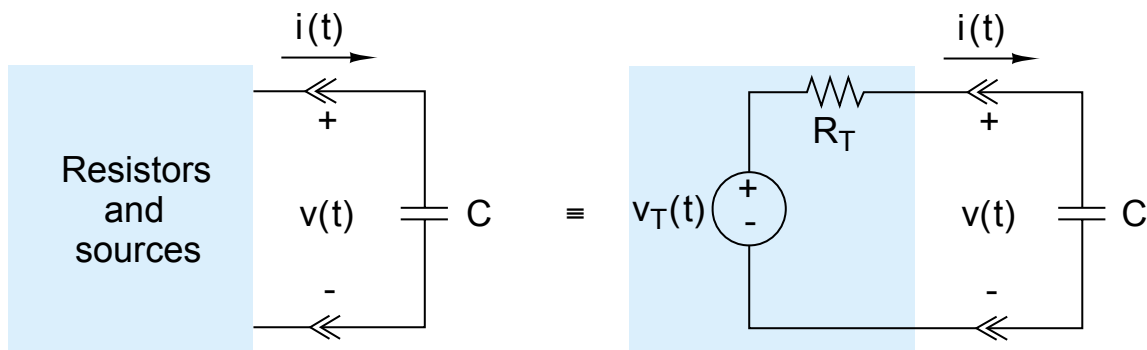 i(t)
+
Resistors
and
sources
v(t)
C
-
≡
i(t)
R_T
+
v_T(t)
+
-
v(t)
C
-